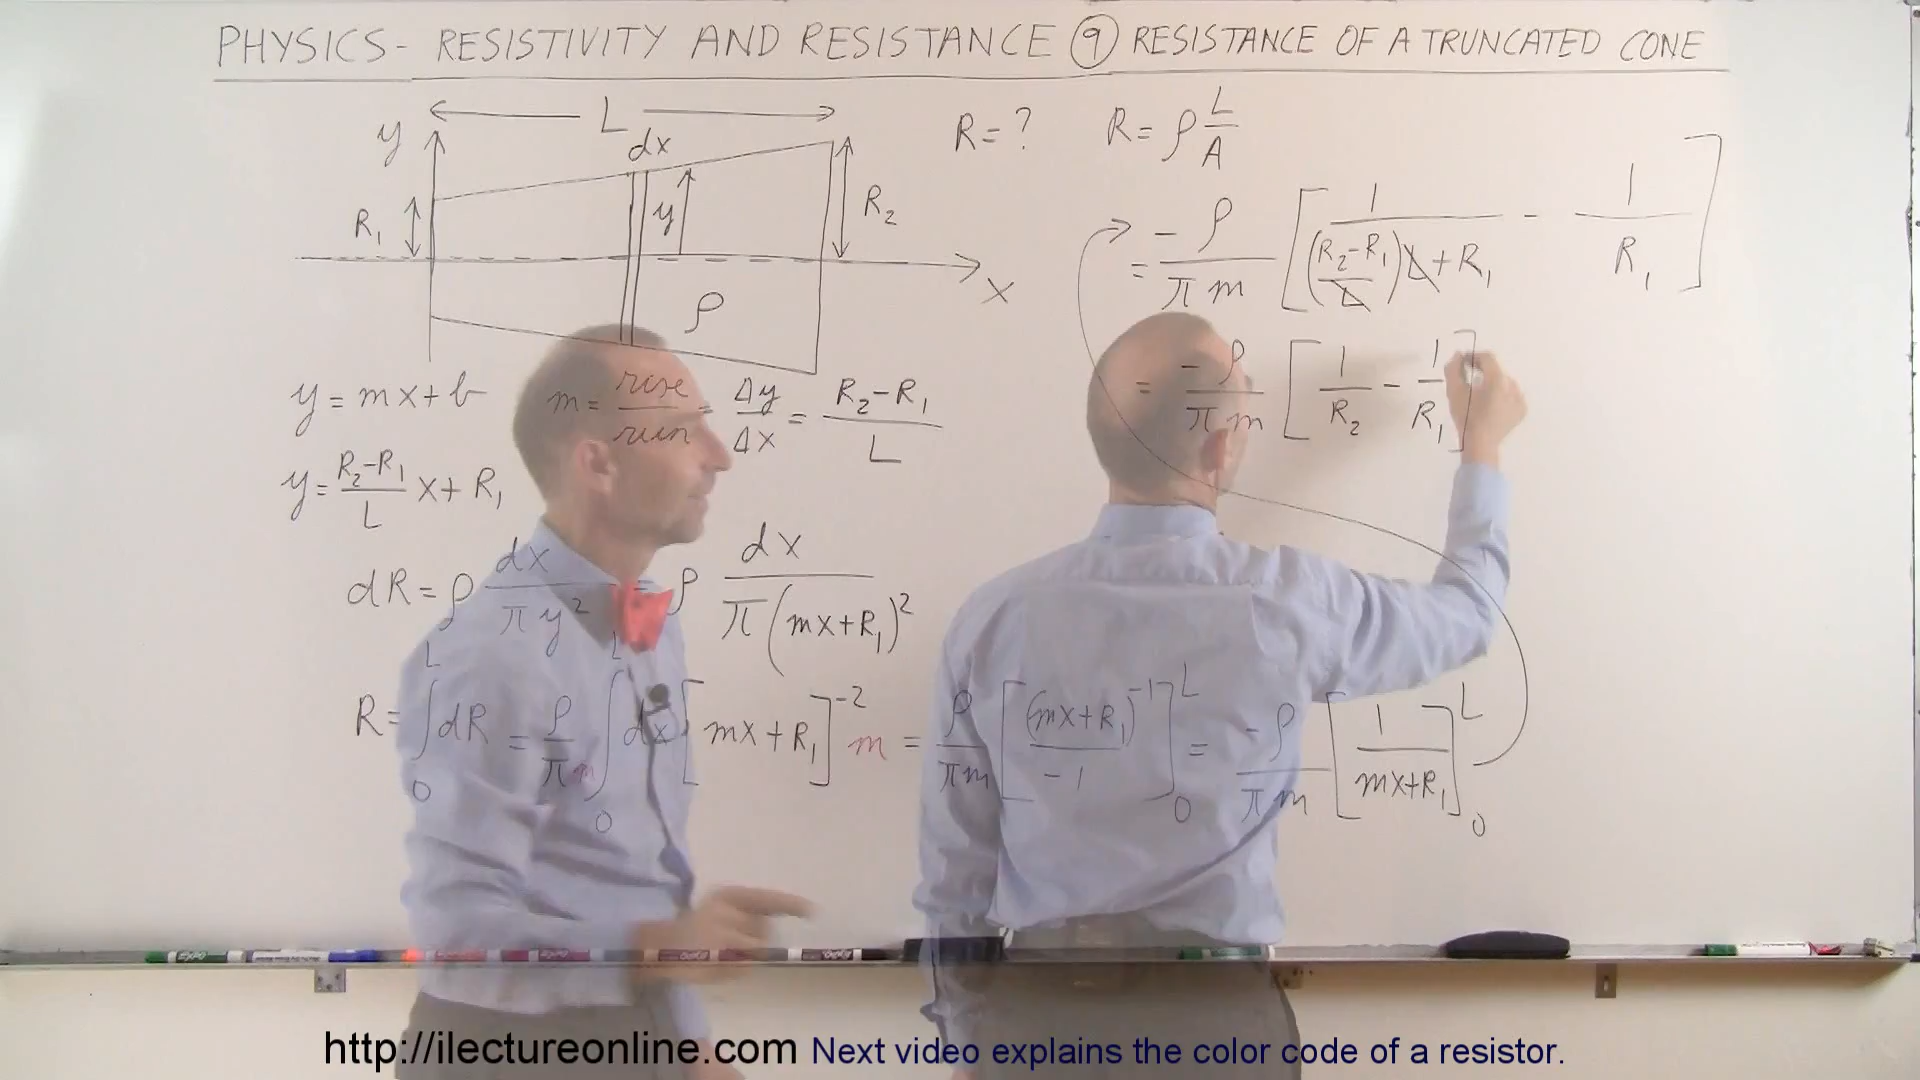 PHYSICS - RESISTIVITY AND RESISTANCE ⑨ RESISTANCE OF A TRUNCATED CONE
L
y
dx
R₁
y
R₂
x
ρ
R = ?
R = ρ L/A
= -ρ/(πm) [ 1/(((R₂-R₁)/L)L+R₁) - 1/R₁ ]
= -ρ/(πm) [ 1/R₂ - 1/R₁ ]
y = mx + b
m = rise/run = Δy/Δx = (R₂-R₁)/L
y = (R₂-R₁)/L x + R₁
dR = ρ dx/(πy²) = ρ dx/(π(mx+R₁)²)
R = ∫₀ᴸ dR = ρ/(πm) ∫₀ᴸ dx [mx+R₁]⁻² m = ρ/(πm) [(mx+R₁)⁻¹/-1]₀ᴸ = -ρ/(πm) [1/(mx+R₁)]₀ᴸ
EXPO
http://ilectureonline.com Next video explains the color code of a resistor.